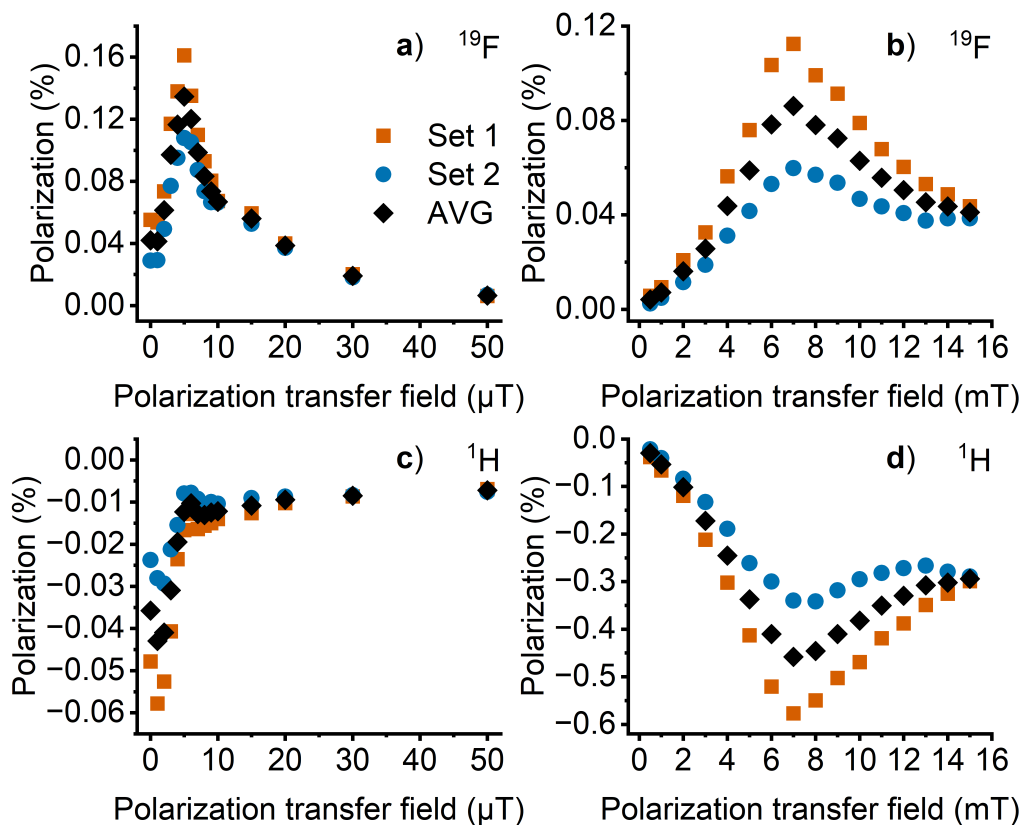 a) ¹⁹F
Polarization (%)
0.16
0.12
0.08
0.04
0.00
Set 1
Set 2
AVG
0 10 20 30 40 50
Polarization transfer field (µT)
b) ¹⁹F
Polarization (%)
0.12
0.08
0.04
0.00
0 2 4 6 8 10 12 14 16
Polarization transfer field (mT)
c) ¹H
Polarization (%)
0.00
−0.01
−0.02
−0.03
−0.04
−0.05
−0.06
0 10 20 30 40 50
Polarization transfer field (µT)
d) ¹H
Polarization (%)
0.0
−0.1
−0.2
−0.3
−0.4
−0.5
−0.6
0 2 4 6 8 10 12 14 16
Polarization transfer field (mT)